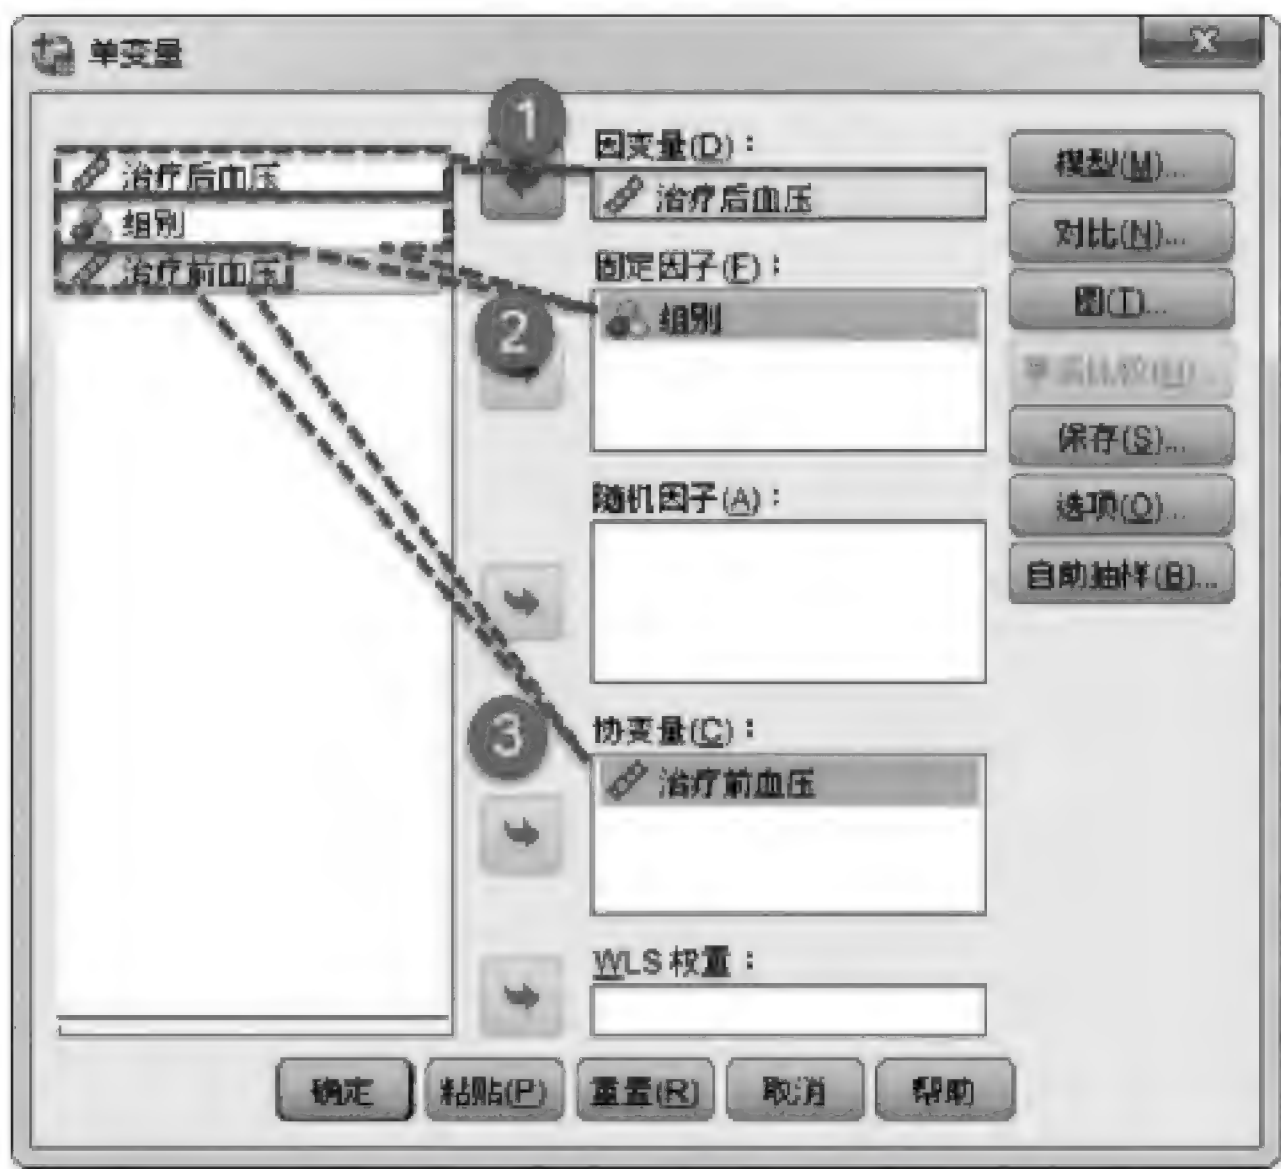 单变量
X
治疗后血压
组别
治疗前血压
1
2
3
因变量(D)：
治疗后血压
固定因子(F)：
组别
随机因子(A)：
协变量(C)：
治疗前血压
WLS 权重：
模型(M)...
对比(N)...
图(T)...
保存(S)...
选项(O)...
自助抽样(B)...
确定
粘贴(P)
重置(R)
取消
帮助